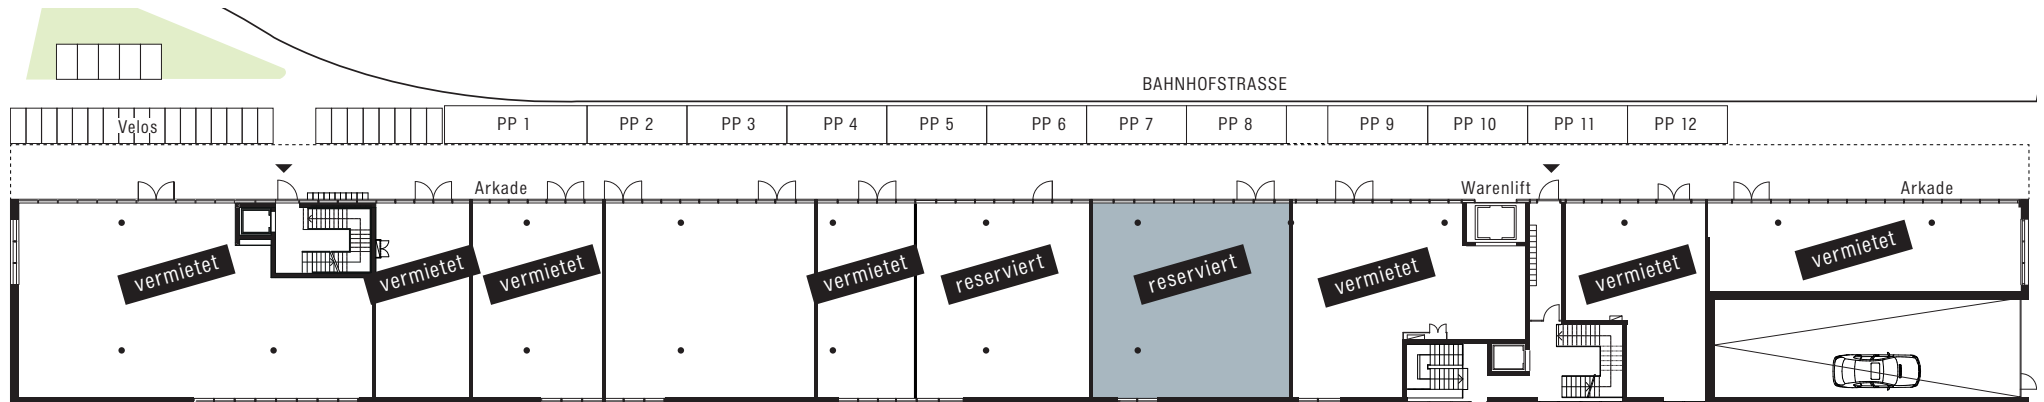 BAHNHOFSTRASSE
Velos
PP 1
PP 2
PP 3
PP 4
PP 5
PP 6
PP 7
PP 8
PP 9
PP 10
PP 11
PP 12
Arkade
Warenlift
Arkade
vermietet
vermietet
vermietet
vermietet
reserviert
reserviert
vermietet
vermietet
vermietet